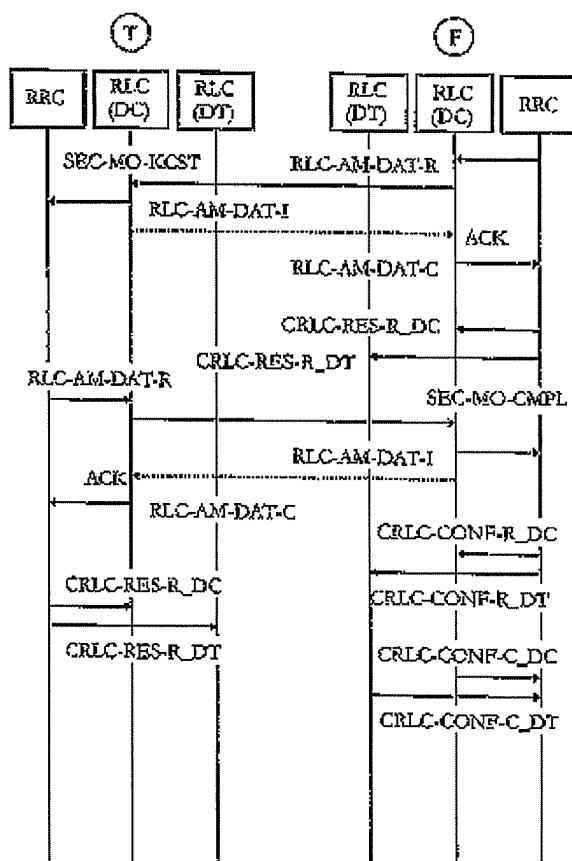 T
F
RRC
RLC
(DC)
RLC
(DT)
RLC
(DT)
RLC
(DC)
RRC
SEC-MO-KCST
RLC-AM-DAT-R
RLC-AM-DAT-I
ACK
RLC-AM-DAT-C
CRLC-RES-R_DC
CRLC-RES-R_DT
RLC-AM-DAT-R
SEC-MO-CMPL
RLC-AM-DAT-I
ACK
RLC-AM-DAT-C
CRLC-CONF-R_DC
CRLC-RES-R_DC
CRLC-CONF-R_DT
CRLC-RES-R_DT
CRLC-CONF-C_DC
CRLC-CONF-C_DT